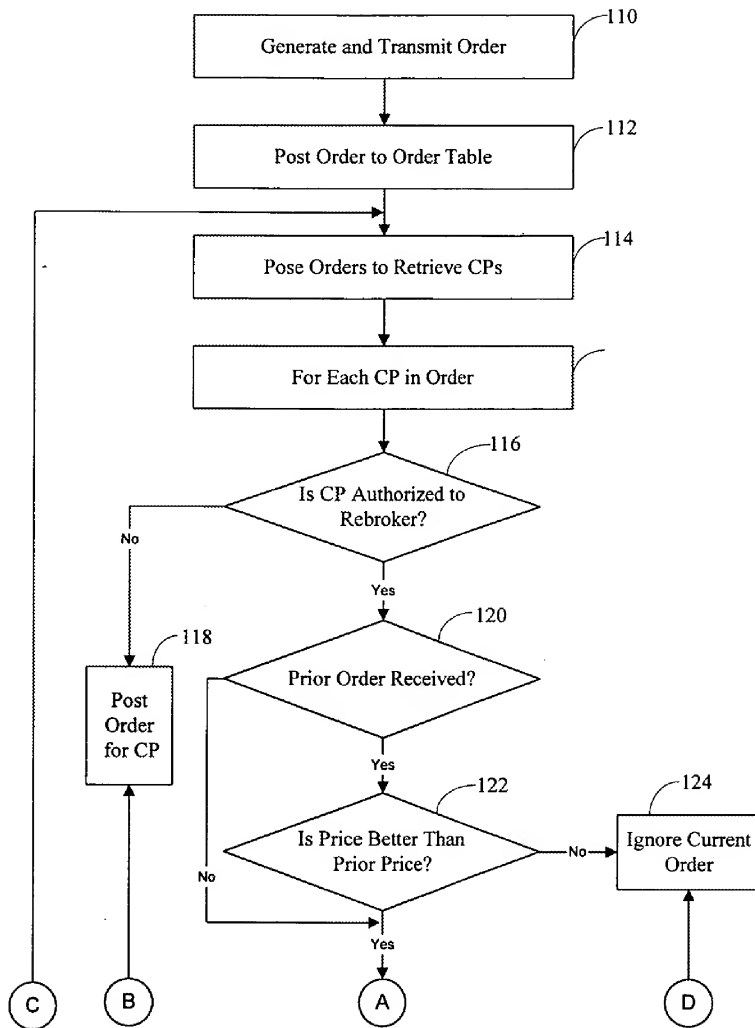 110
Generate and Transmit Order
112
Post Order to Order Table
114
Pose Orders to Retrieve CPs
For Each CP in Order
116
Is CP Authorized to
Rebroker?
No
Yes
118
120
Post
Order
for CP
Prior Order Received?
Yes
122
124
Is Price Better Than
Prior Price?
No
Ignore Current
Order
No
Yes
C
B
A
D